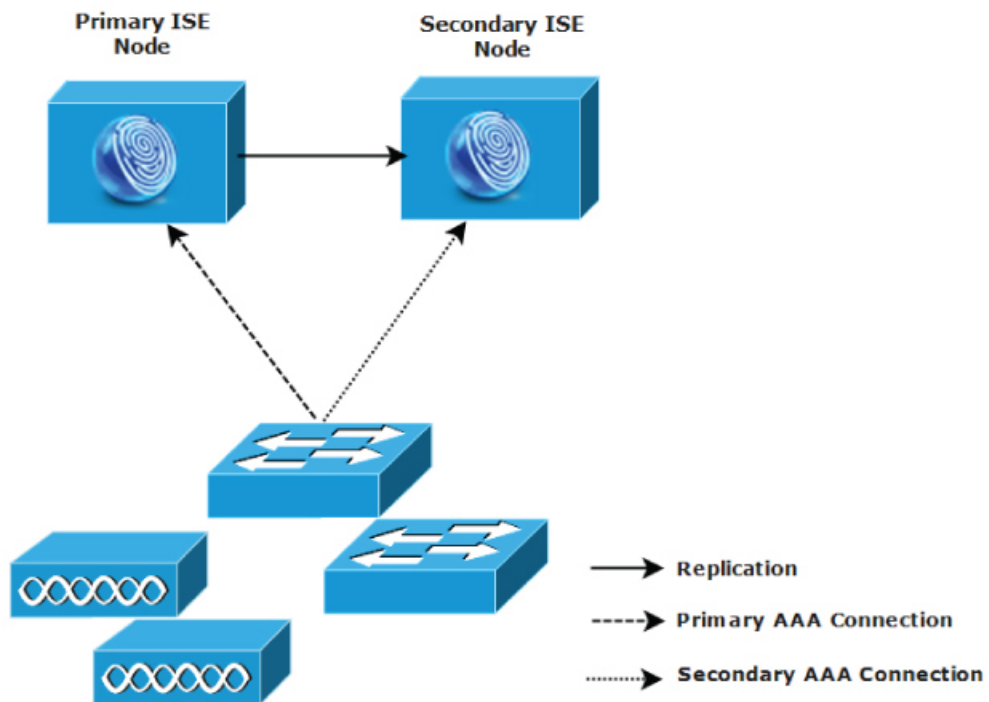 Primary ISE
Node
Secondary ISE
Node
Replication
Primary AAA Connection
Secondary AAA Connection